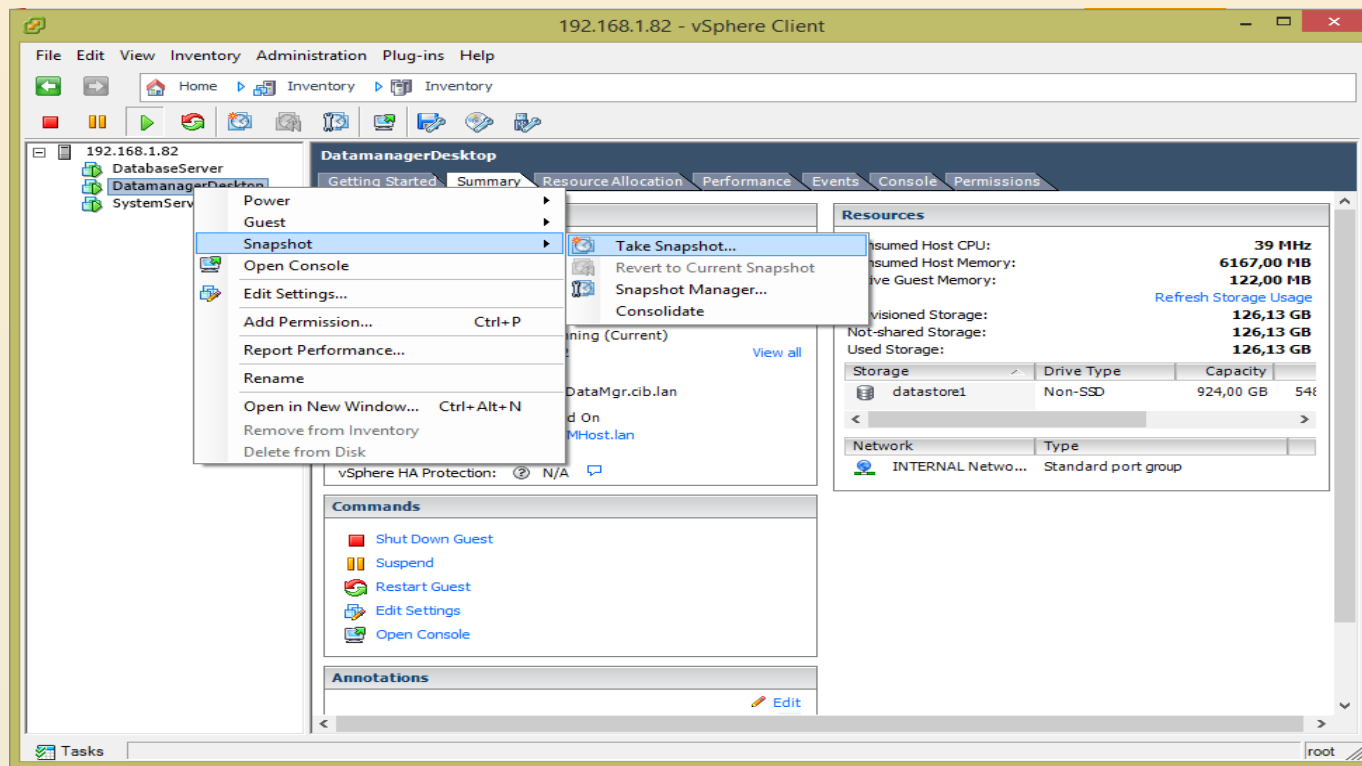 192.168.1.82 - vSphere Client
File Edit View Inventory Administration Plug-ins Help
Home Inventory Inventory
192.168.1.82
DatabaseServer
DatamanagerDesktop
SystemServ
DatamanagerDesktop
Getting Started Summary Resource Allocation Performance Events Console Permissions
Power
Guest
Snapshot
Open Console
Edit Settings...
Add Permission... Ctrl+P
Report Performance...
Rename
Open in New Window... Ctrl+Alt+N
Remove from Inventory
Delete from Disk
Take Snapshot...
Revert to Current Snapshot
Snapshot Manager...
Consolidate
ning (Current)
View all
DataMgr.cib.lan
d On
MHost.lan
vSphere HA Protection: N/A
Resources
nsumed Host CPU: 39 MHz
nsumed Host Memory: 6167,00 MB
ive Guest Memory: 122,00 MB
Refresh Storage Usage
visioned Storage: 126,13 GB
Not-shared Storage: 126,13 GB
Used Storage: 126,13 GB
Storage Drive Type Capacity
datastore1 Non-SSD 924,00 GB 548
Network Type
INTERNAL Netwo... Standard port group
Commands
Shut Down Guest
Suspend
Restart Guest
Edit Settings
Open Console
Annotations
Edit
Tasks
root